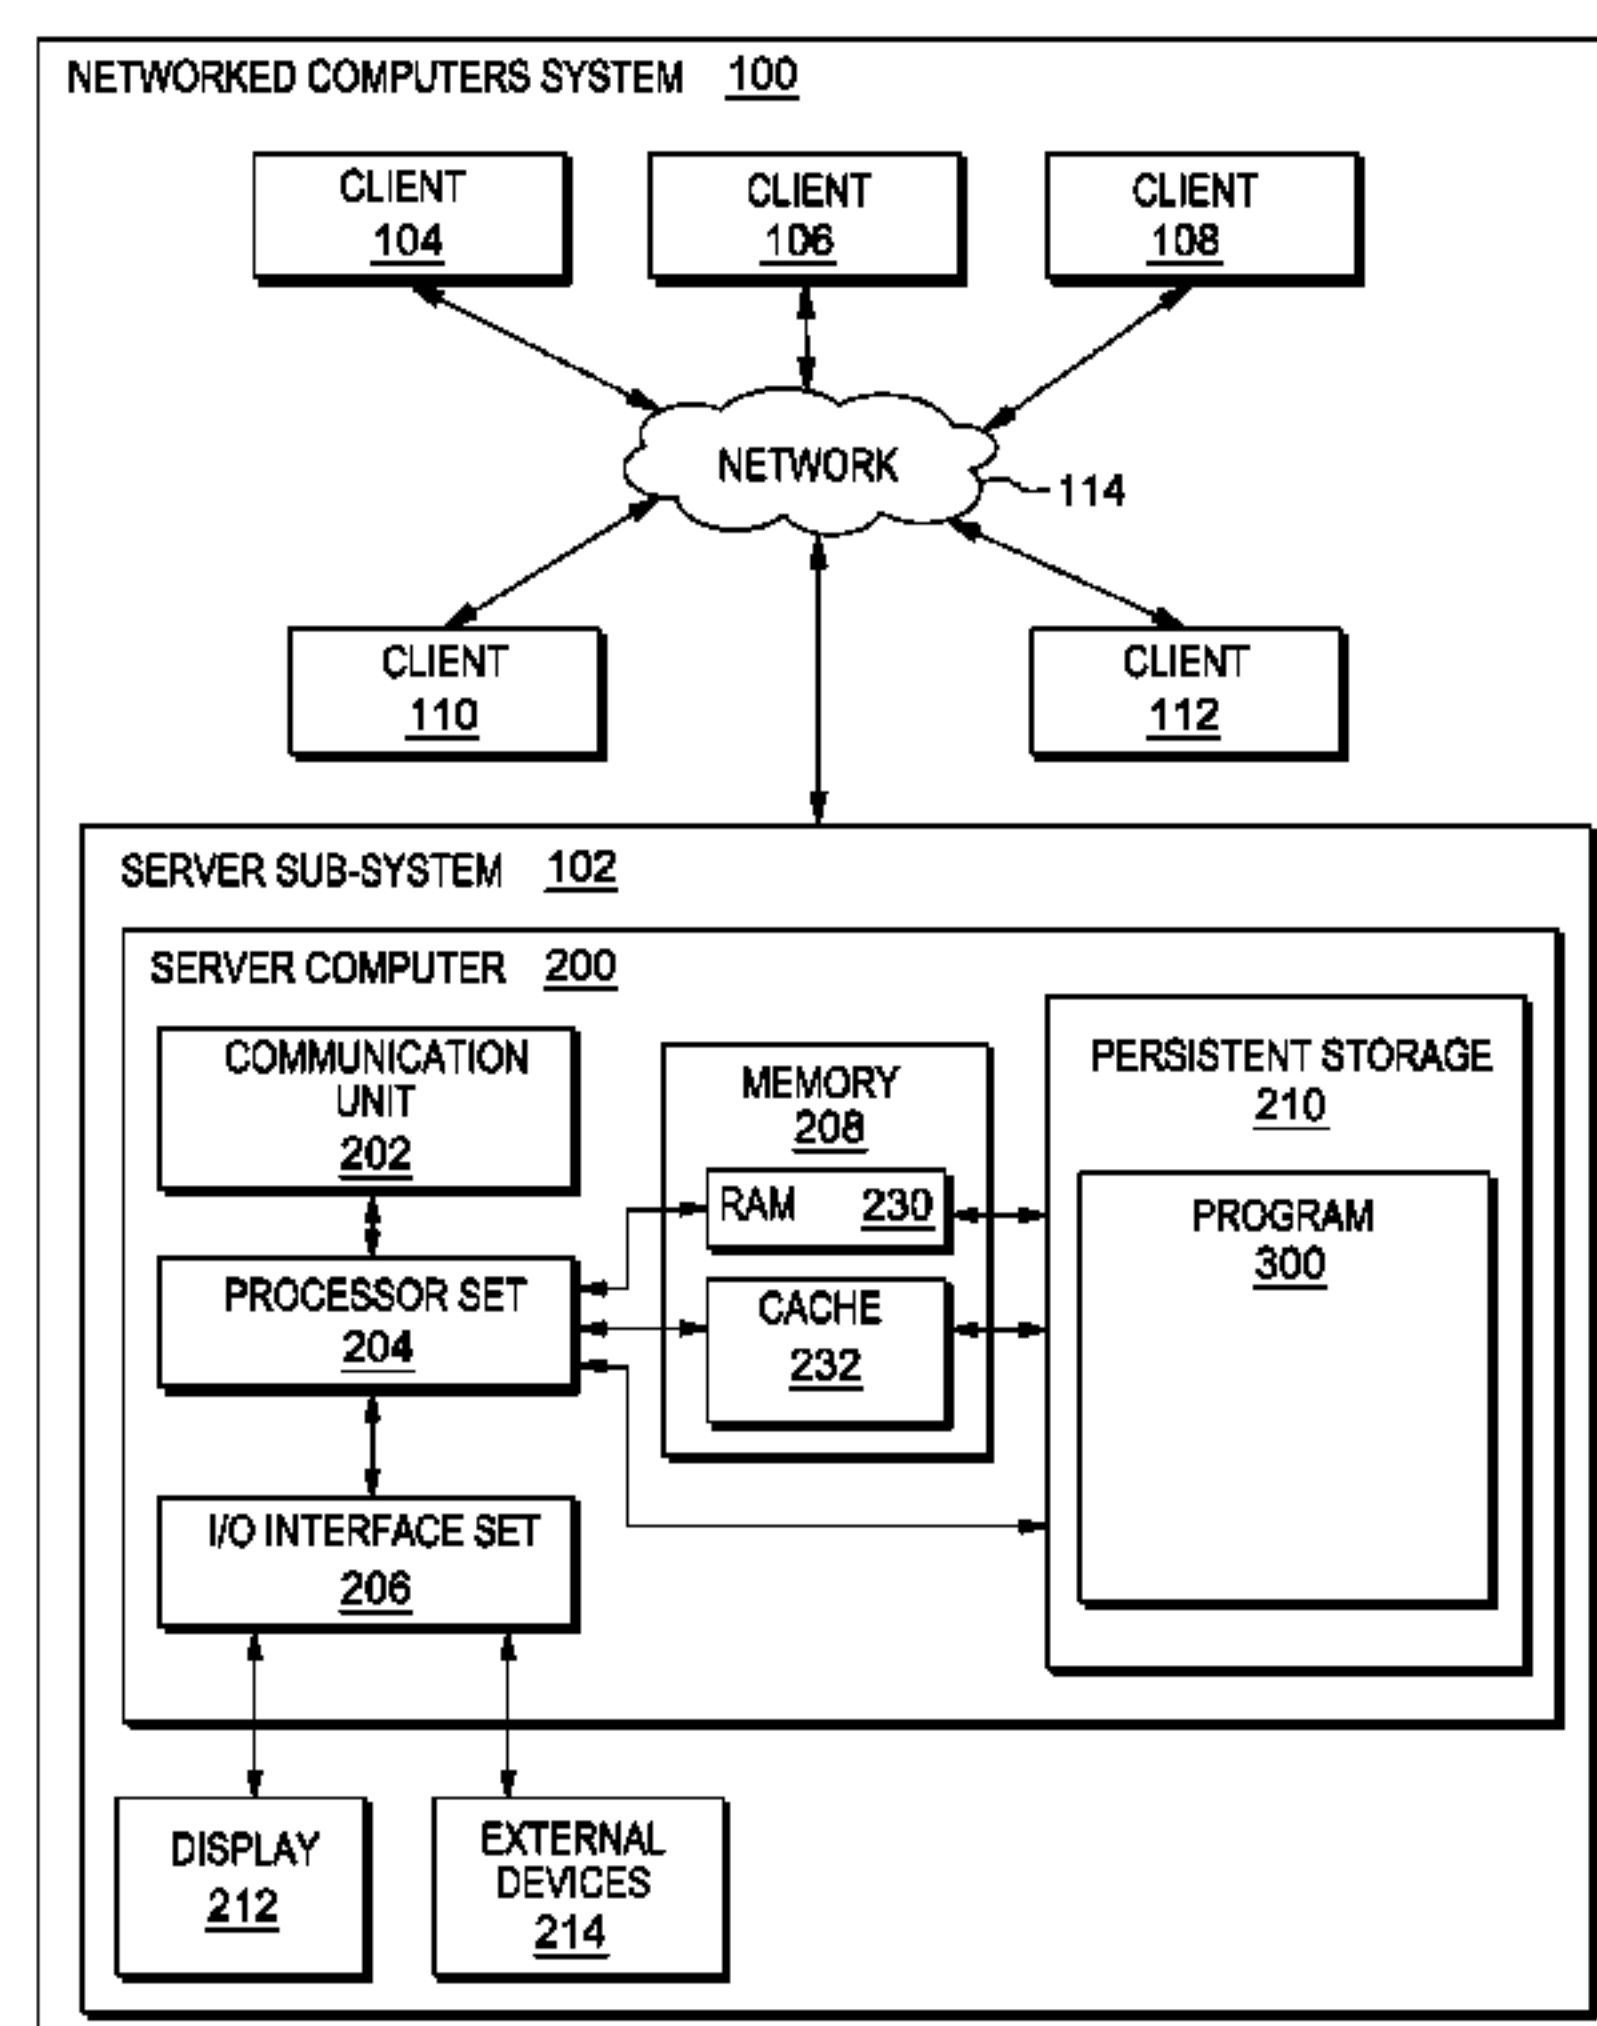 NETWORKED COMPUTERS SYSTEM 100
CLIENT
104
CLIENT
106
CLIENT
108
NETWORK
114
CLIENT
110
CLIENT
112
SERVER SUB-SYSTEM 102
SERVER COMPUTER 200
COMMUNICATION
UNIT
202
PROCESSOR SET
204
I/O INTERFACE SET
206
MEMORY
208
RAM 230
CACHE
232
PERSISTENT STORAGE
210
PROGRAM
300
DISPLAY
212
EXTERNAL
DEVICES
214